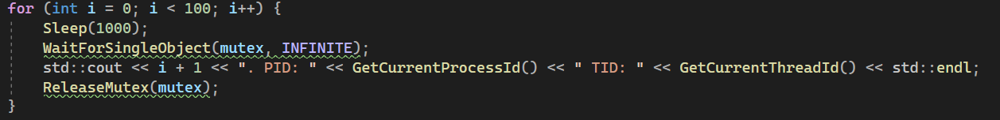 for (int i = 0; i < 100; i++) {
    Sleep(1000);
    WaitForSingleObject(mutex, INFINITE);
    std::cout << i + 1 << ". PID: " << GetCurrentProcessId() << " TID: " << GetCurrentThreadId() << std::endl;
    ReleaseMutex(mutex);
}